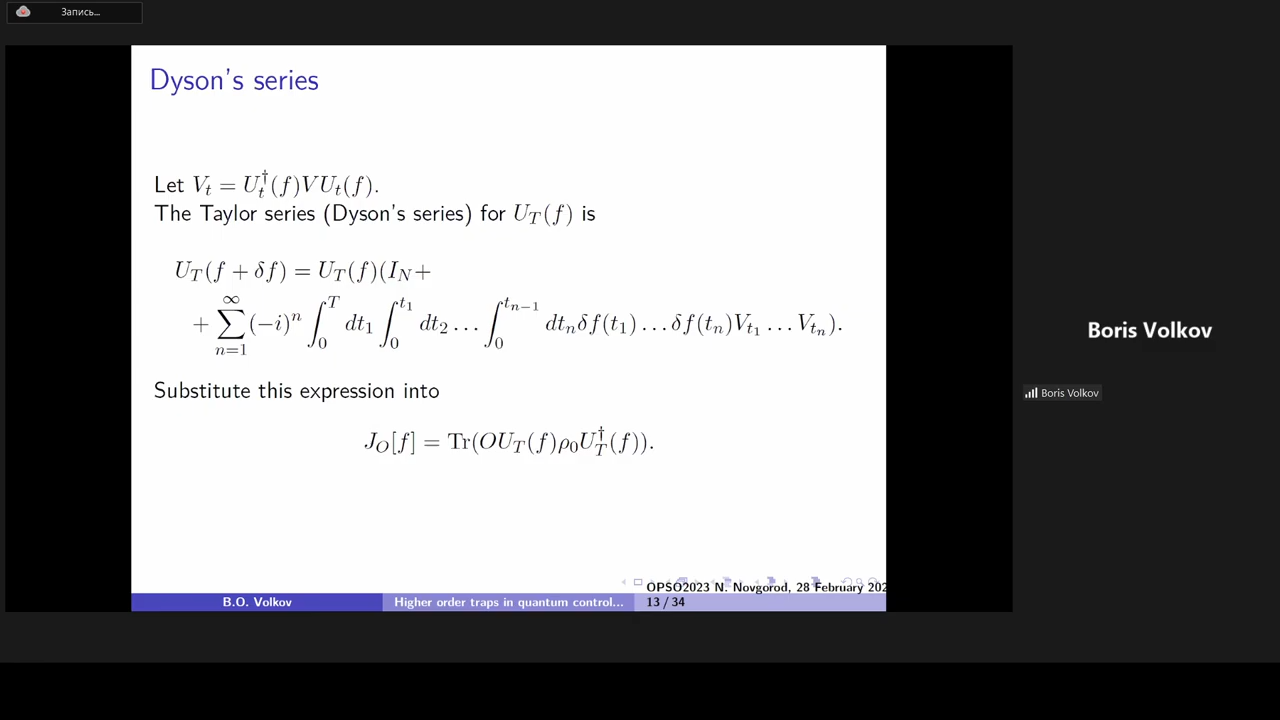 Запись...
Dyson's series
Let $V_t = U_t^\dagger(f)VU_t(f).$
The Taylor series (Dyson's series) for $U_T(f)$ is
$U_T(f + \delta f) = U_T(f)(I_N+$
$+ \sum_{n=1}^{\infty}(-i)^n \int_0^T dt_1 \int_0^{t_1} dt_2 \ldots \int_0^{t_{n-1}} dt_n \delta f(t_1) \ldots \delta f(t_n)V_{t_1} \ldots V_{t_n}).$
Substitute this expression into
$J_O[f] = \mathrm{Tr}(OU_T(f)\rho_0 U_T^\dagger(f)).$
Boris Volkov
Boris Volkov
OPSO2023 N. Novgorod, 28 February 202
B.O. Volkov
Higher order traps in quantum control...
13 / 34